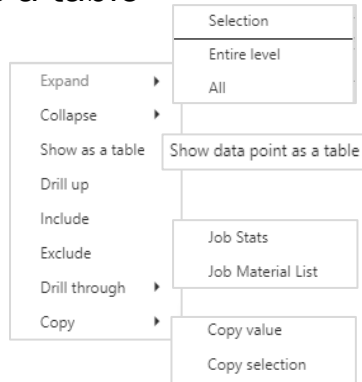 a table
Selection
Entire level
All
Expand
Collapse
Show as a table
Show data point as a table
Drill up
Include
Exclude
Drill through
Copy
Job Stats
Job Material List
Copy value
Copy selection